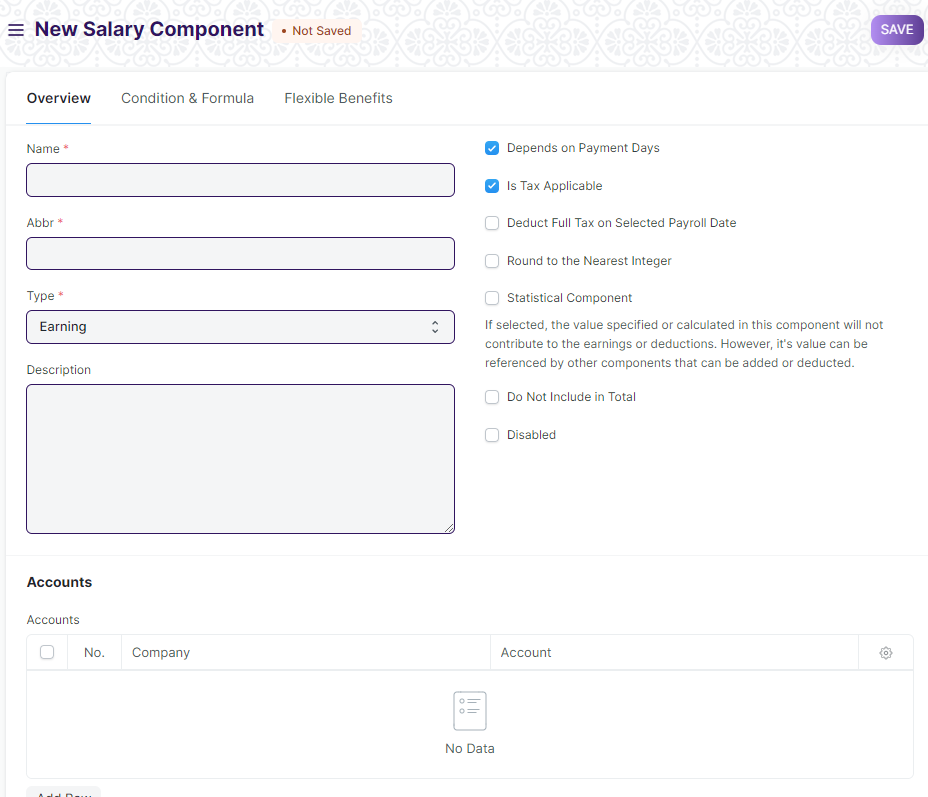 New Salary Component
• Not Saved
SAVE
Overview
Condition & Formula
Flexible Benefits
Name *
Abbr *
Type *
Earning
Description
Depends on Payment Days
Is Tax Applicable
Deduct Full Tax on Selected Payroll Date
Round to the Nearest Integer
Statistical Component
If selected, the value specified or calculated in this component will not
contribute to the earnings or deductions. However, it's value can be
referenced by other components that can be added or deducted.
Do Not Include in Total
Disabled
Accounts
Accounts
No.
Company
Account
No Data
Add Row